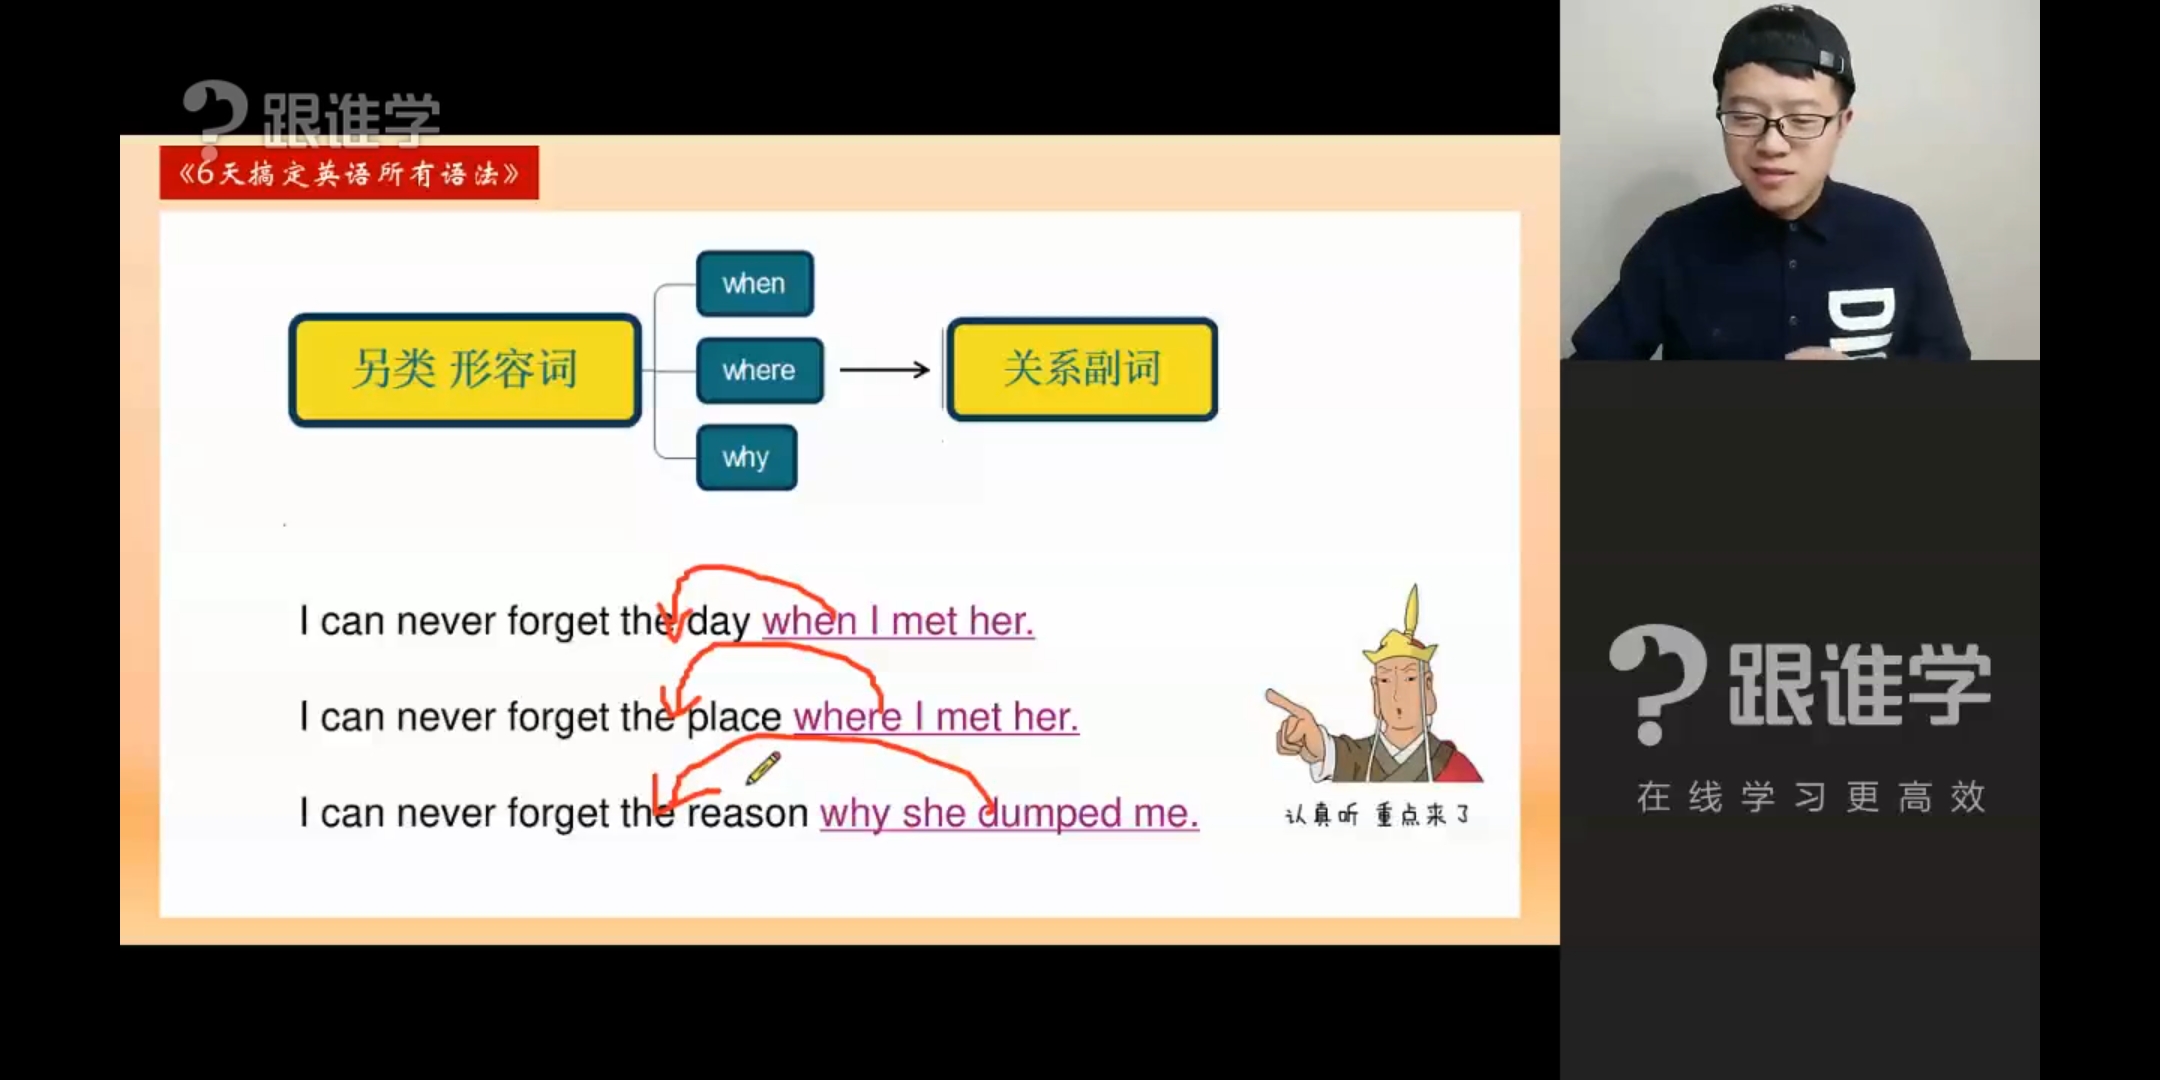 跟谁学
《6天搞定英语所有语法》
when
另类 形容词
where
关系副词
why
I can never forget the day when I met her.
I can never forget the place where I met her.
I can never forget the reason why she dumped me.
认真听 重点来了
跟谁学
在线学习更高效